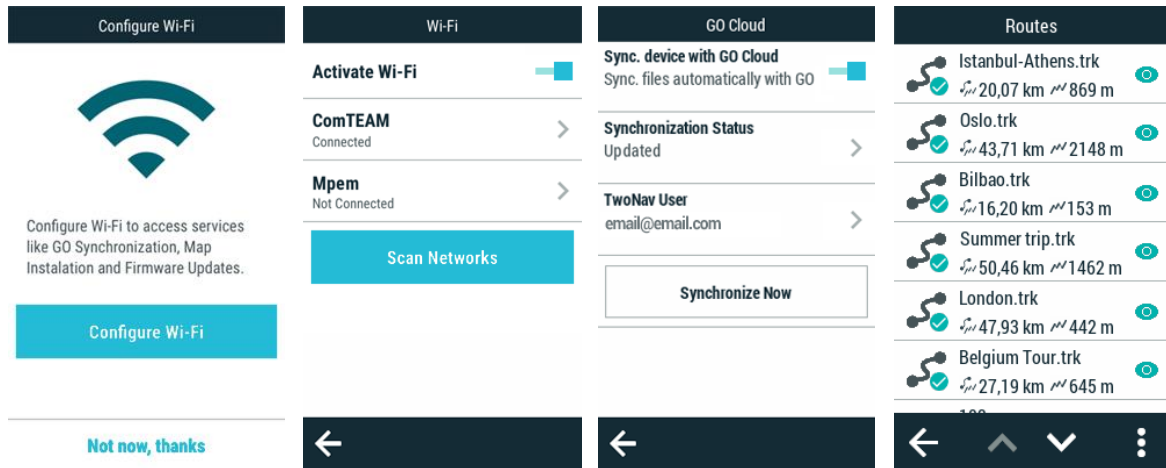 Configure Wi-Fi
Configure Wi-Fi to access services
like GO Synchronization, Map
Instalation and Firmware Updates.
Configure Wi-Fi
Not now, thanks
Wi-Fi
Activate Wi-Fi
ComTEAM
Connected
Mpem
Not Connected
Scan Networks
GO Cloud
Sync. device with GO Cloud
Sync. files automatically with GO
Synchronization Status
Updated
TwoNav User
email@email.com
Synchronize Now
Routes
Istanbul-Athens.trk
20,07 km 869 m
Oslo.trk
43,71 km 2148 m
Bilbao.trk
16,20 km 153 m
Summer trip.trk
50,46 km 1462 m
London.trk
47,93 km 442 m
Belgium Tour.trk
27,19 km 645 m